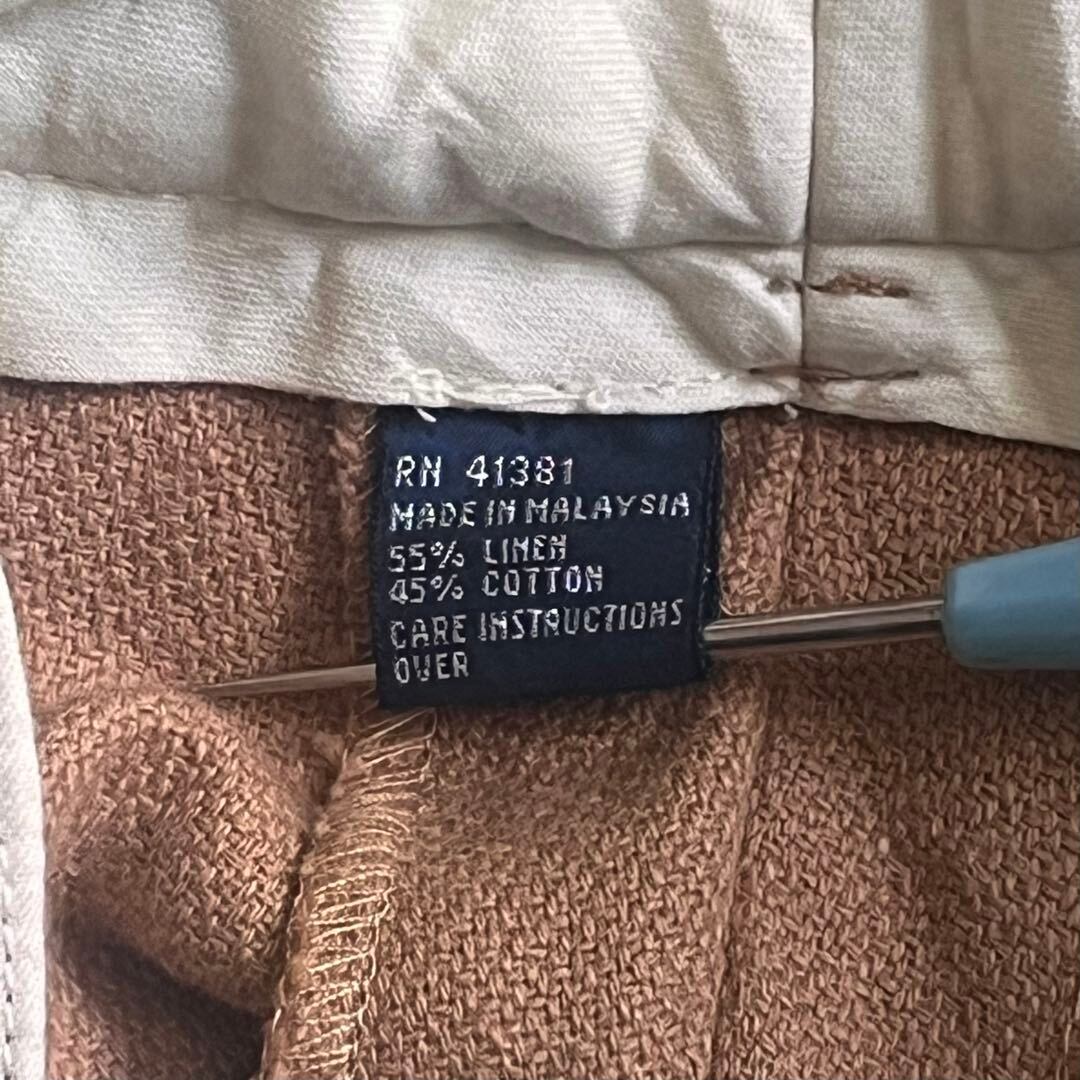 RN 41381
MADE IN MALAYSIA
55% LINEN
45% COTTON
CARE INSTRUCTIONS
OVER